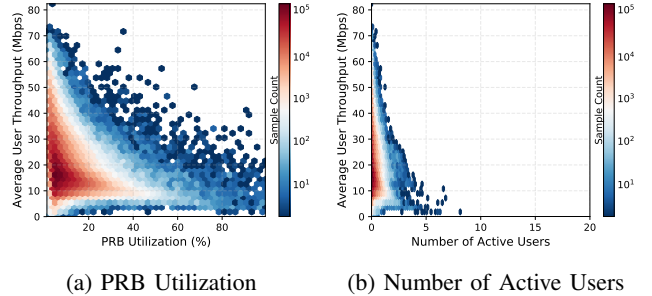 80
70
60
50
40
30
20
10
0
Average User Throughput (Mbps)
20 40 60 80
PRB Utilization (%)
10^5
10^4
10^3
10^2
10^1
Sample Count
(a) PRB Utilization
80
70
60
50
40
30
20
10
0
Average User Throughput (Mbps)
0 5 10 15 20
Number of Active Users
10^5
10^4
10^3
10^2
10^1
Sample Count
(b) Number of Active Users